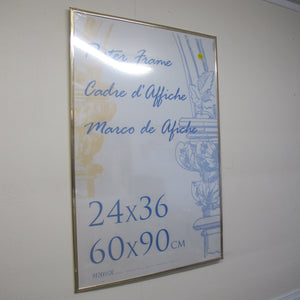 Poster Frame
Cadre d'Affiche
Marco de Afiche
24x36
60x90CM